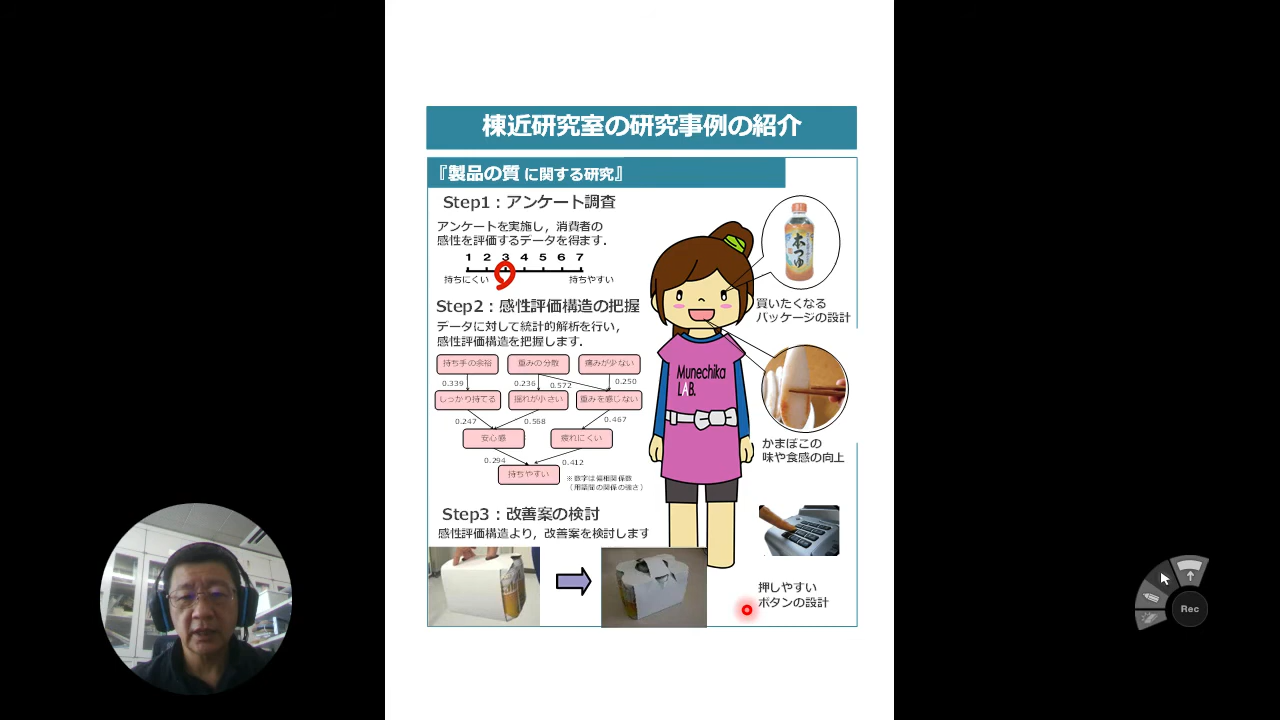 棟近研究室の研究事例の紹介
『製品の質 に関する研究』
Step1：アンケート調査
アンケートを実施し，消費者の
感性を評価するデータを得ます．
1 2 3 4 5 6 7
持ちにくい 持ちやすい
Step2：感性評価構造の把握
データに対して統計的解析を行い，
感性評価構造を把握します．
持ち手の余裕 重みの分散 痛みが少ない
0.339 0.236 0.572 0.250
しっかり持てる 揺れが小さい 重みを感じない
0.247 0.568 0.467
安心感 疲れにくい
0.294 0.412
持ちやすい
※数字は偏相関係数
（用語間の関係の強さ）
Step3：改善案の検討
感性評価構造より，改善案を検討します
Munechika
LAB.
本つゆ
買いたくなる
パッケージの設計
かまぼこの
味や食感の向上
押しやすい
ボタンの設計
Rec